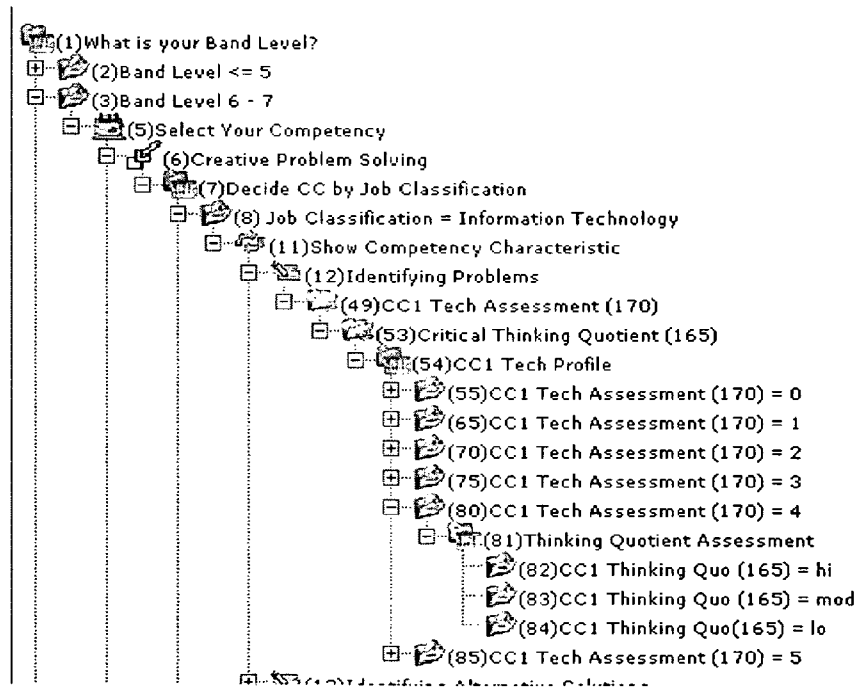 (1)What is your Band Level?
(2)Band Level <= 5
(3)Band Level 6 - 7
(5)Select Your Competency
(6)Creative Problem Solving
(7)Decide CC by Job Classification
(8) Job Classification = Information Technology
(11)Show Competency Characteristic
(12)Identifying Problems
(49)CC1 Tech Assessment (170)
(53)Critical Thinking Quotient (165)
(54)CC1 Tech Profile
(55)CC1 Tech Assessment (170) = 0
(65)CC1 Tech Assessment (170) = 1
(70)CC1 Tech Assessment (170) = 2
(75)CC1 Tech Assessment (170) = 3
(80)CC1 Tech Assessment (170) = 4
(81)Thinking Quotient Assessment
(82)CC1 Thinking Quo (165) = hi
(83)CC1 Thinking Quo (165) = mod
(84)CC1 Thinking Quo(165) = lo
(85)CC1 Tech Assessment (170) = 5
Identifying Alternative Solutions